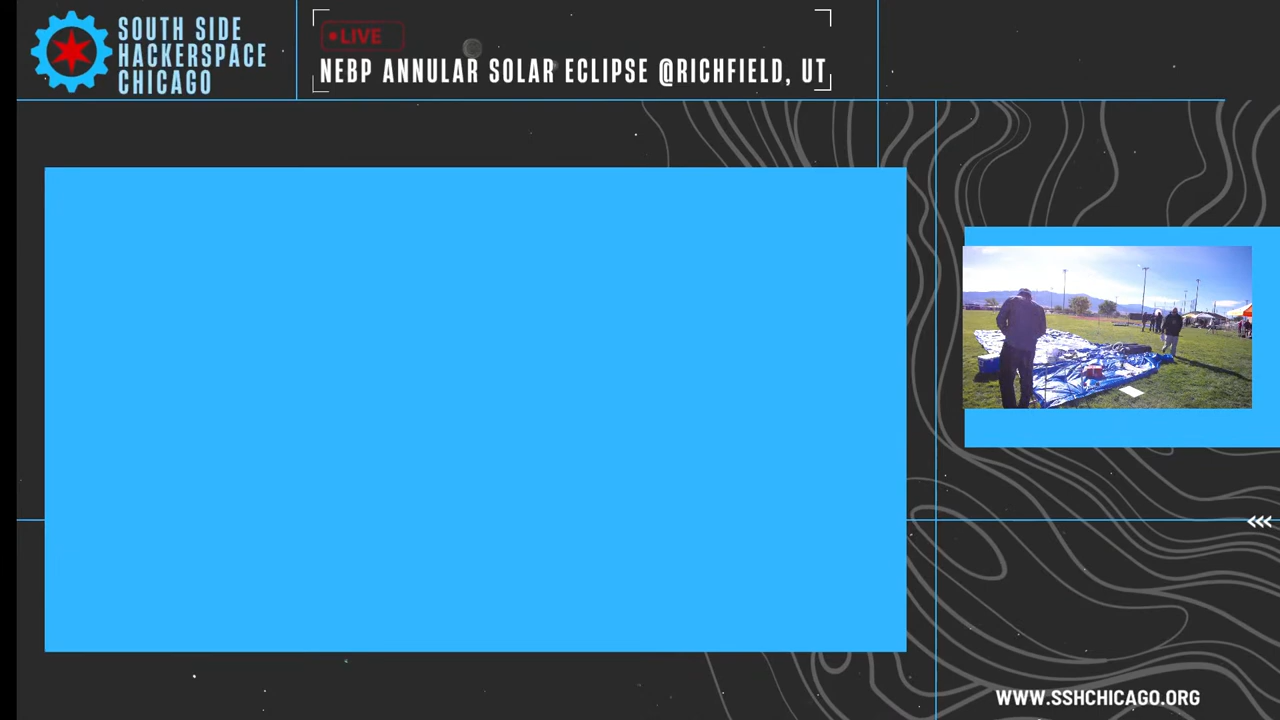 SOUTH SIDE
HACKERSPACE
CHICAGO
LIVE
NEBP ANNULAR SOLAR ECLIPSE @RICHFIELD, UT
WWW.SSHCHICAGO.ORG